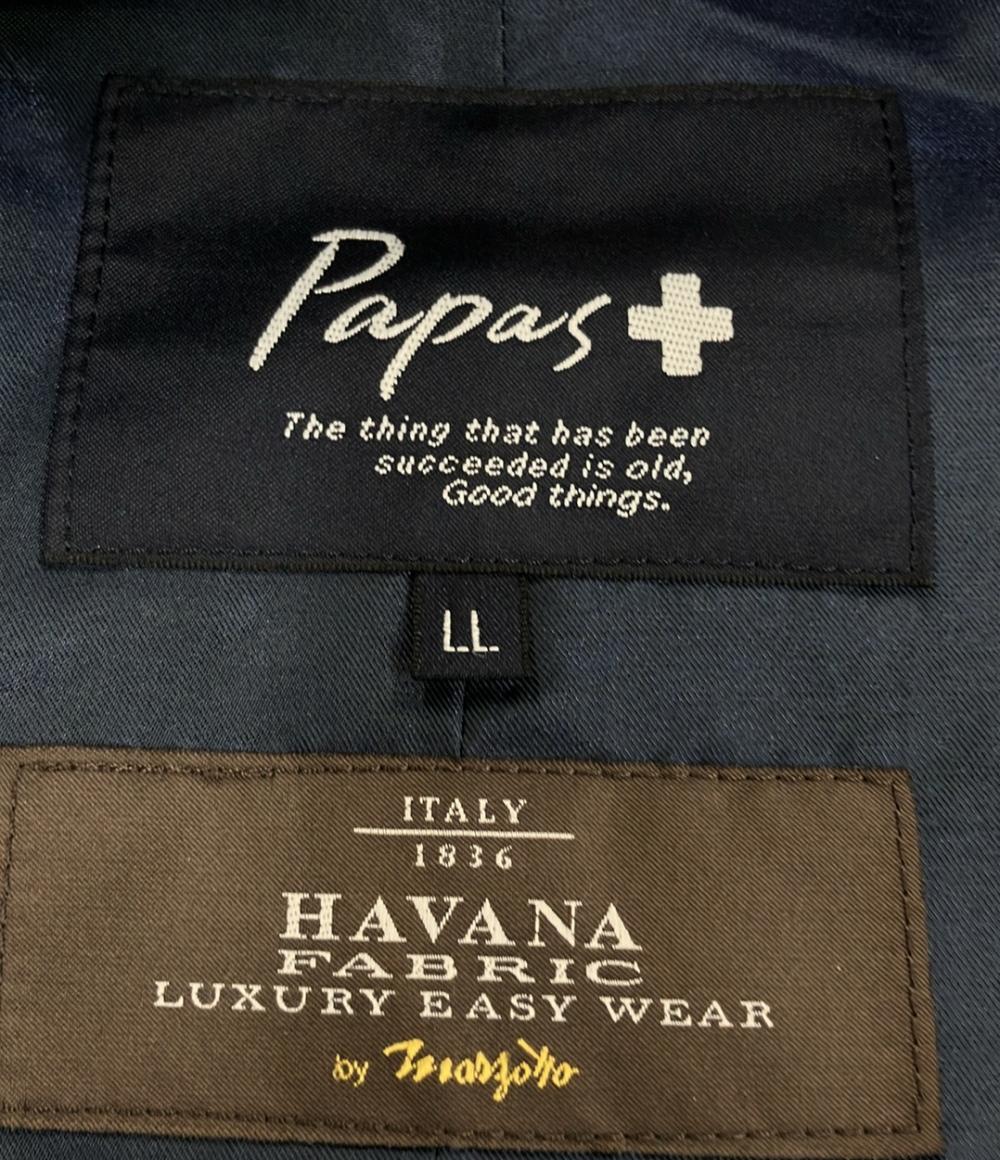 Papas+
The thing that has been
succeeded is old,
Good things.
LL
ITALY
1836
HAVANA
FABRIC
LUXURY EASY WEAR
by Marzotto